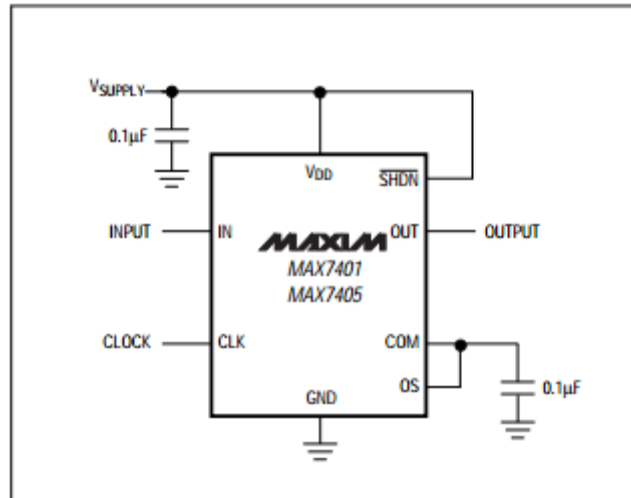 VSUPPLY
0.1µF
VDD
SHDN
INPUT
IN
MAXIM
OUT
OUTPUT
MAX7401
MAX7405
CLOCK
CLK
COM
OS
0.1µF
GND